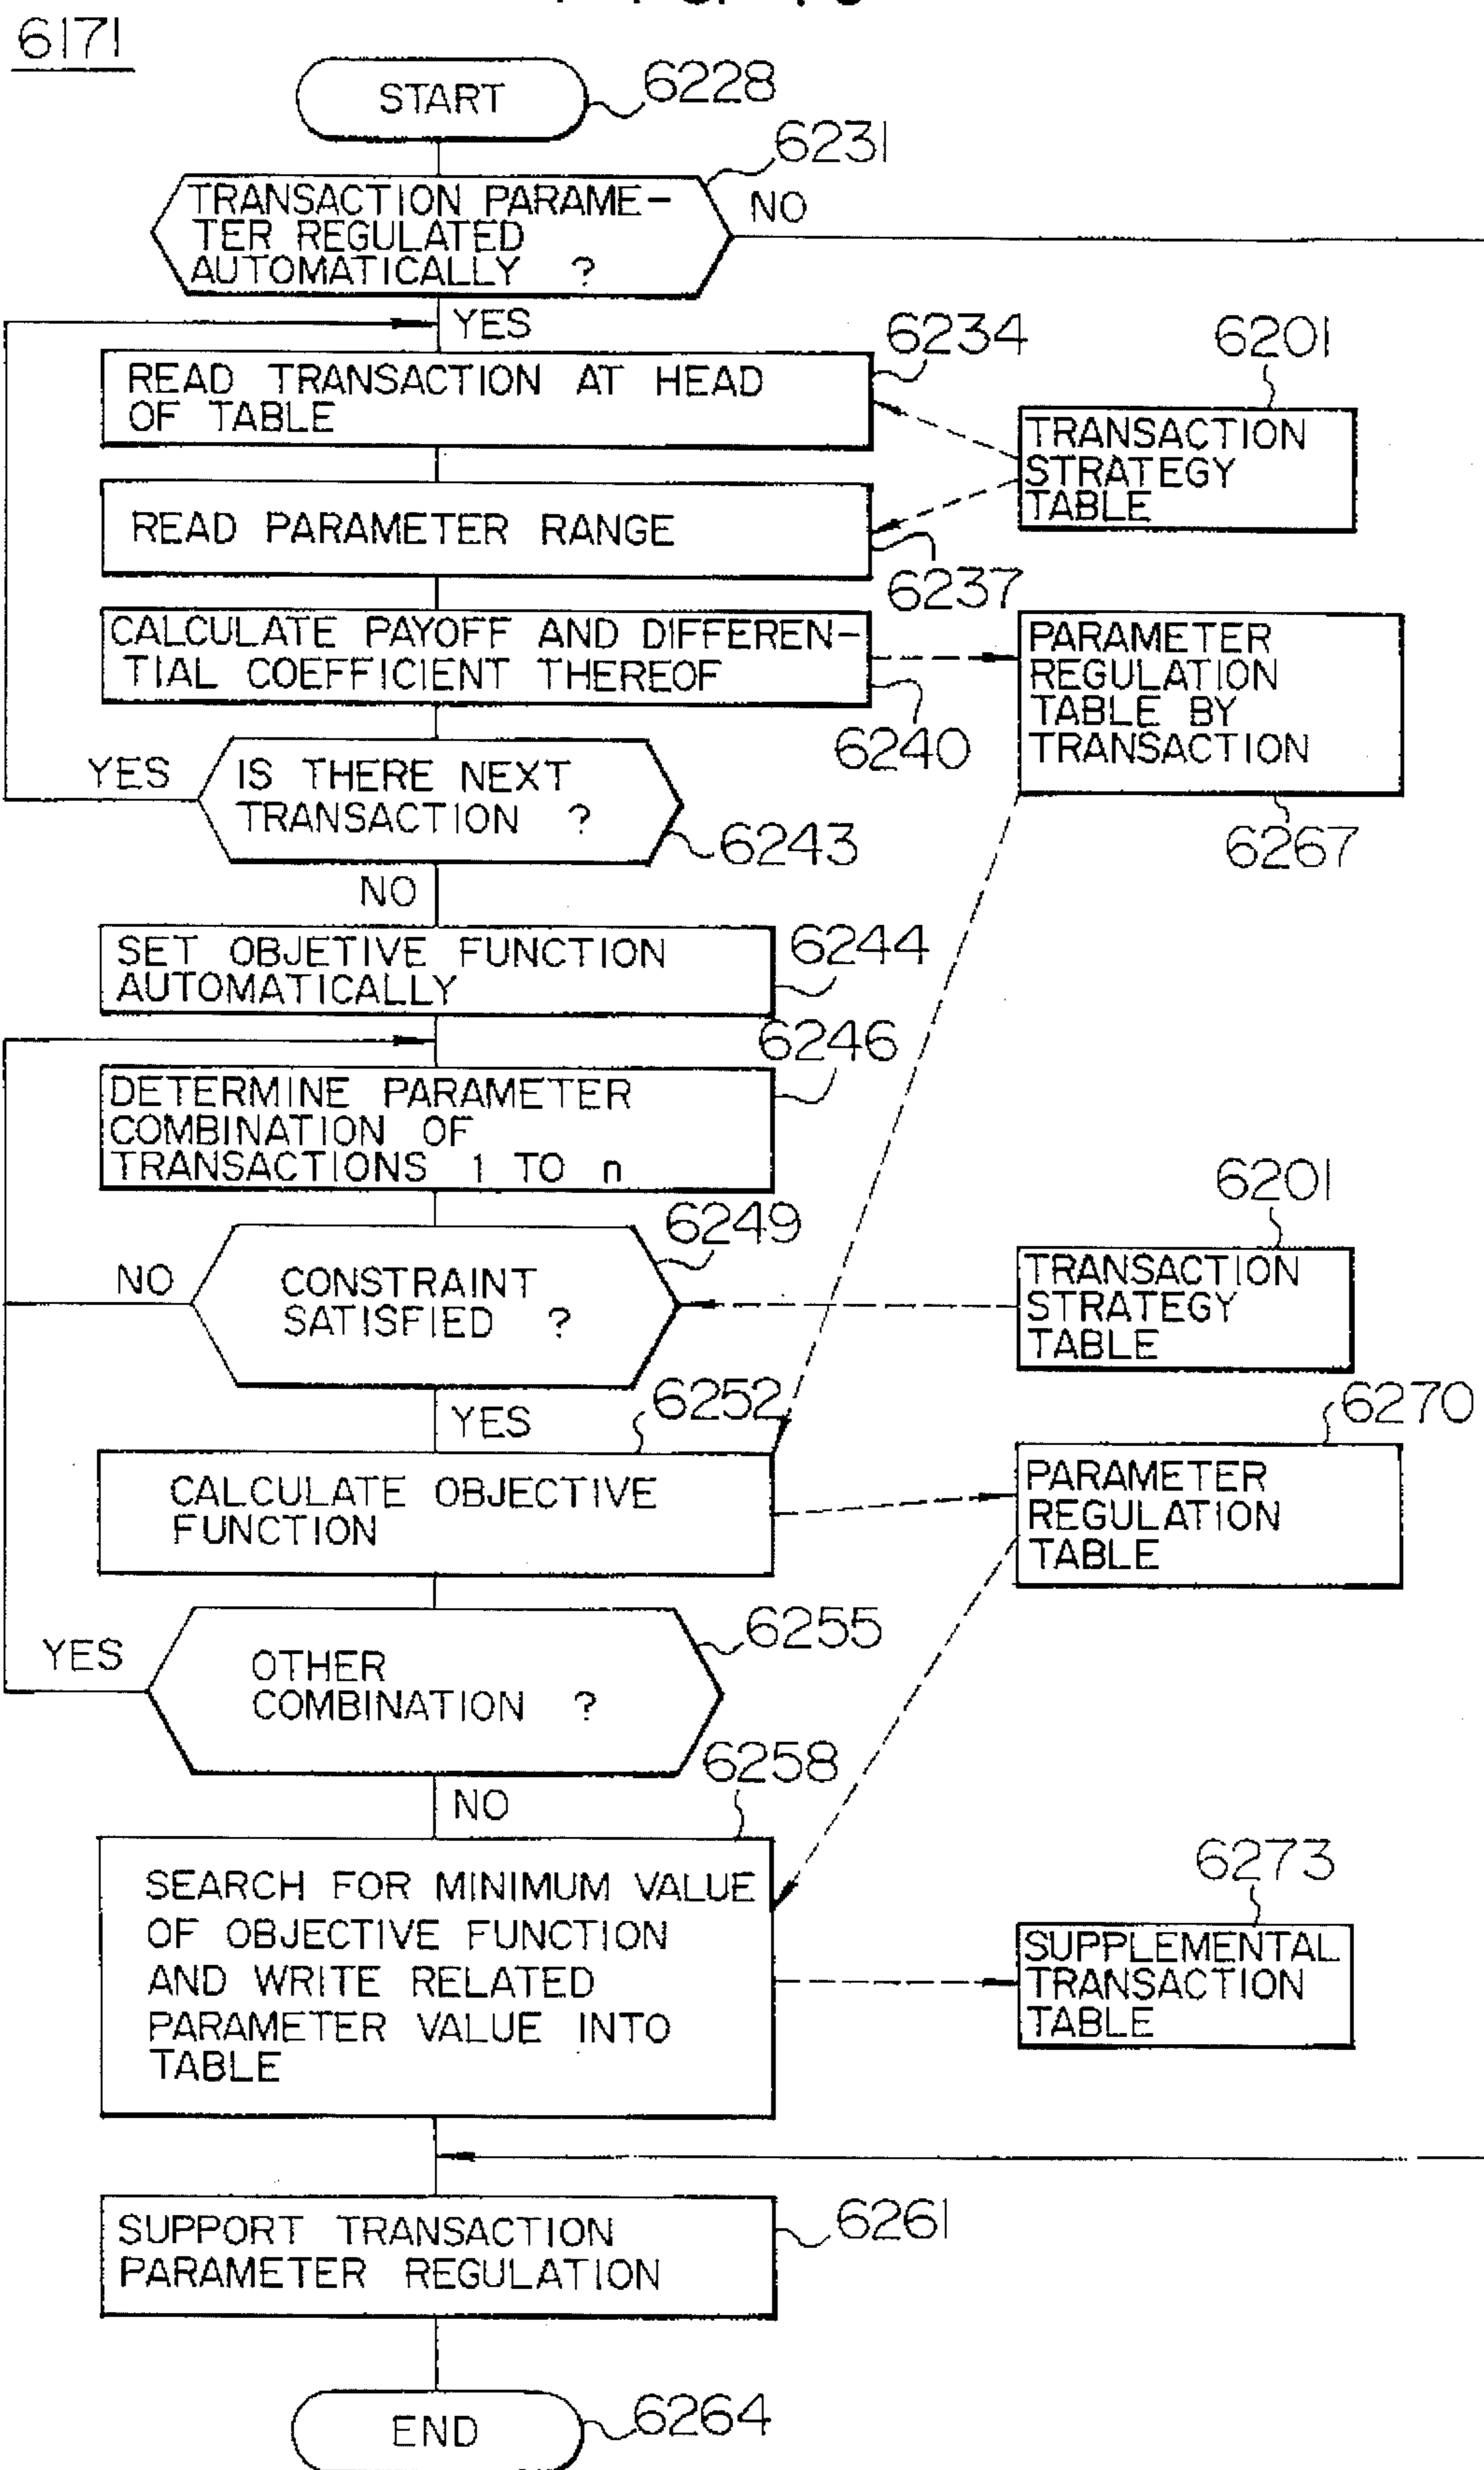 6171
START
6228
6231
TRANSACTION PARAME-
TER REGULATED
AUTOMATICALLY ?
NO
YES
6234
6201
READ TRANSACTION AT HEAD
OF TABLE
TRANSACTION
STRATEGY
TABLE
READ PARAMETER RANGE
6237
CALCULATE PAYOFF AND DIFFEREN-
TIAL COEFFICIENT THEREOF
6240
PARAMETER
REGULATION
TABLE BY
TRANSACTION
6267
YES
IS THERE NEXT
TRANSACTION ?
6243
NO
SET OBJETIVE FUNCTION
AUTOMATICALLY
6244
6246
DETERMINE PARAMETER
COMBINATION OF
TRANSACTIONS 1 TO n
6249
6201
NO
CONSTRAINT
SATISFIED ?
TRANSACTION
STRATEGY
TABLE
YES
6252
6270
CALCULATE OBJECTIVE
FUNCTION
PARAMETER
REGULATION
TABLE
6255
YES
OTHER
COMBINATION ?
6258
NO
SEARCH FOR MINIMUM VALUE
OF OBJECTIVE FUNCTION
AND WRITE RELATED
PARAMETER VALUE INTO
TABLE
6273
SUPPLEMENTAL
TRANSACTION
TABLE
SUPPORT TRANSACTION
PARAMETER REGULATION
6261
END
6264